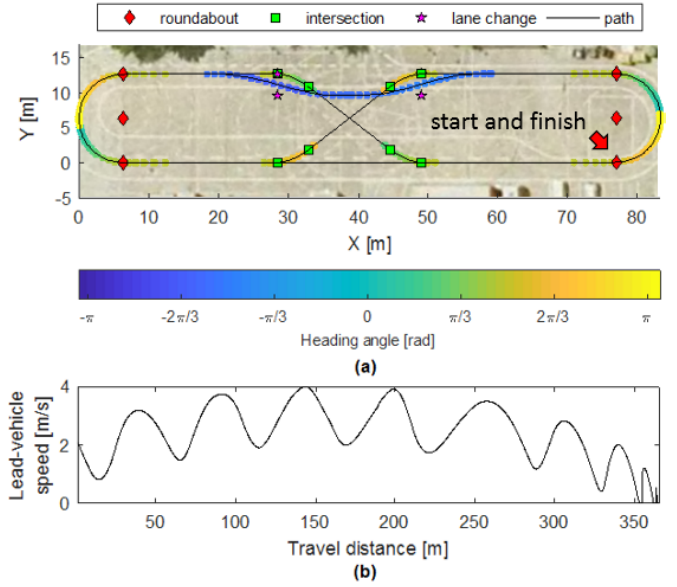 roundabout intersection lane change path
15
10
5
0
-5
Y [m]
start and finish
0 10 20 30 40 50 60 70 80
X [m]
-π -2π/3 -π/3 0 π/3 2π/3 π
Heading angle [rad]
(a)
4
2
0
Lead-vehicle
speed [m/s]
50 100 150 200 250 300 350
Travel distance [m]
(b)